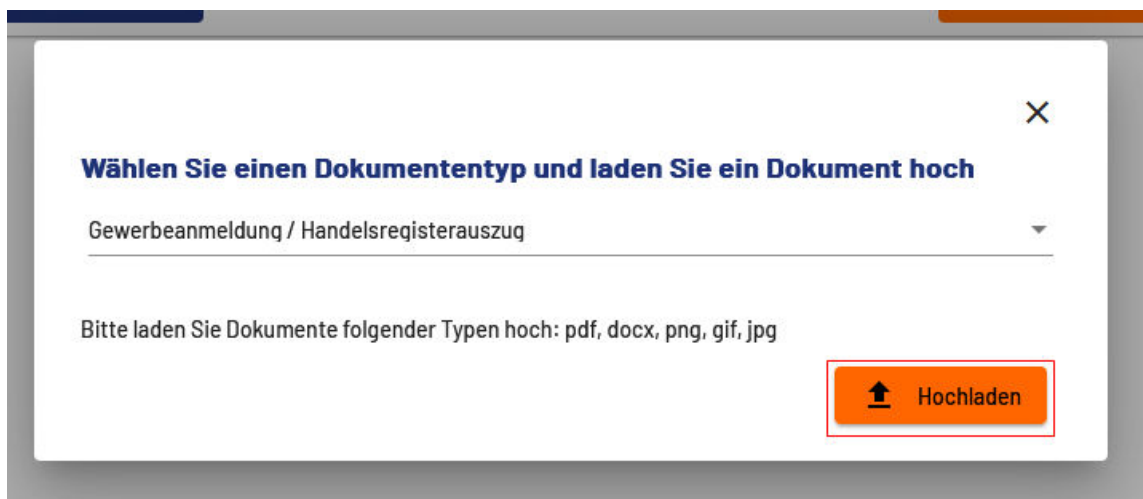 Wählen Sie einen Dokumententyp und laden Sie ein Dokument hoch
Gewerbeanmeldung / Handelsregisterauszug
Bitte laden Sie Dokumente folgender Typen hoch: pdf, docx, png, gif, jpg
Hochladen